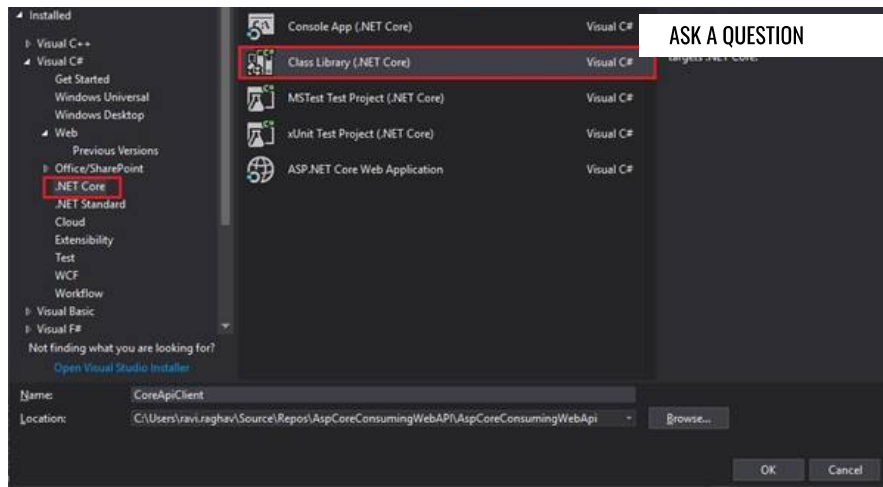 Installed
Visual C++
Visual C#
Get Started
Windows Universal
Windows Desktop
Web
Previous Versions
Office/SharePoint
.NET Core
.NET Standard
Cloud
Extensibility
Test
WCF
Workflow
Visual Basic
Visual F#
Not finding what you are looking for?
Open Visual Studio Installer
Console App (.NET Core) Visual C#
Class Library (.NET Core) Visual C#
MSTest Test Project (.NET Core) Visual C#
xUnit Test Project (.NET Core) Visual C#
ASP.NET Core Web Application Visual C#
ASK A QUESTION
targets .NET Core.
Name: CoreApiClient
Location: C:\Users\ravi.raghav\Source\Repos\AspCoreConsumingWebAPI\AspCoreConsumingWebApi Browse...
OK Cancel